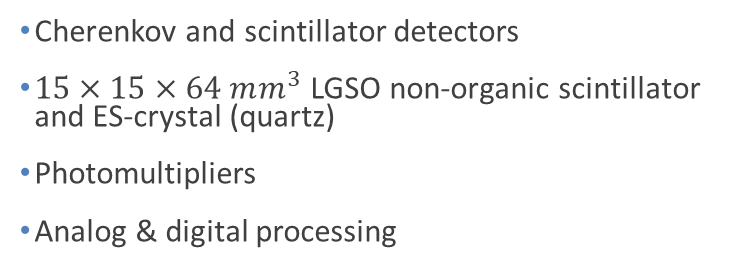 • Cherenkov and scintillator detectors
• 15 × 15 × 64 mm³ LGSO non-organic scintillator
and ES-crystal (quartz)
• Photomultipliers
• Analog & digital processing